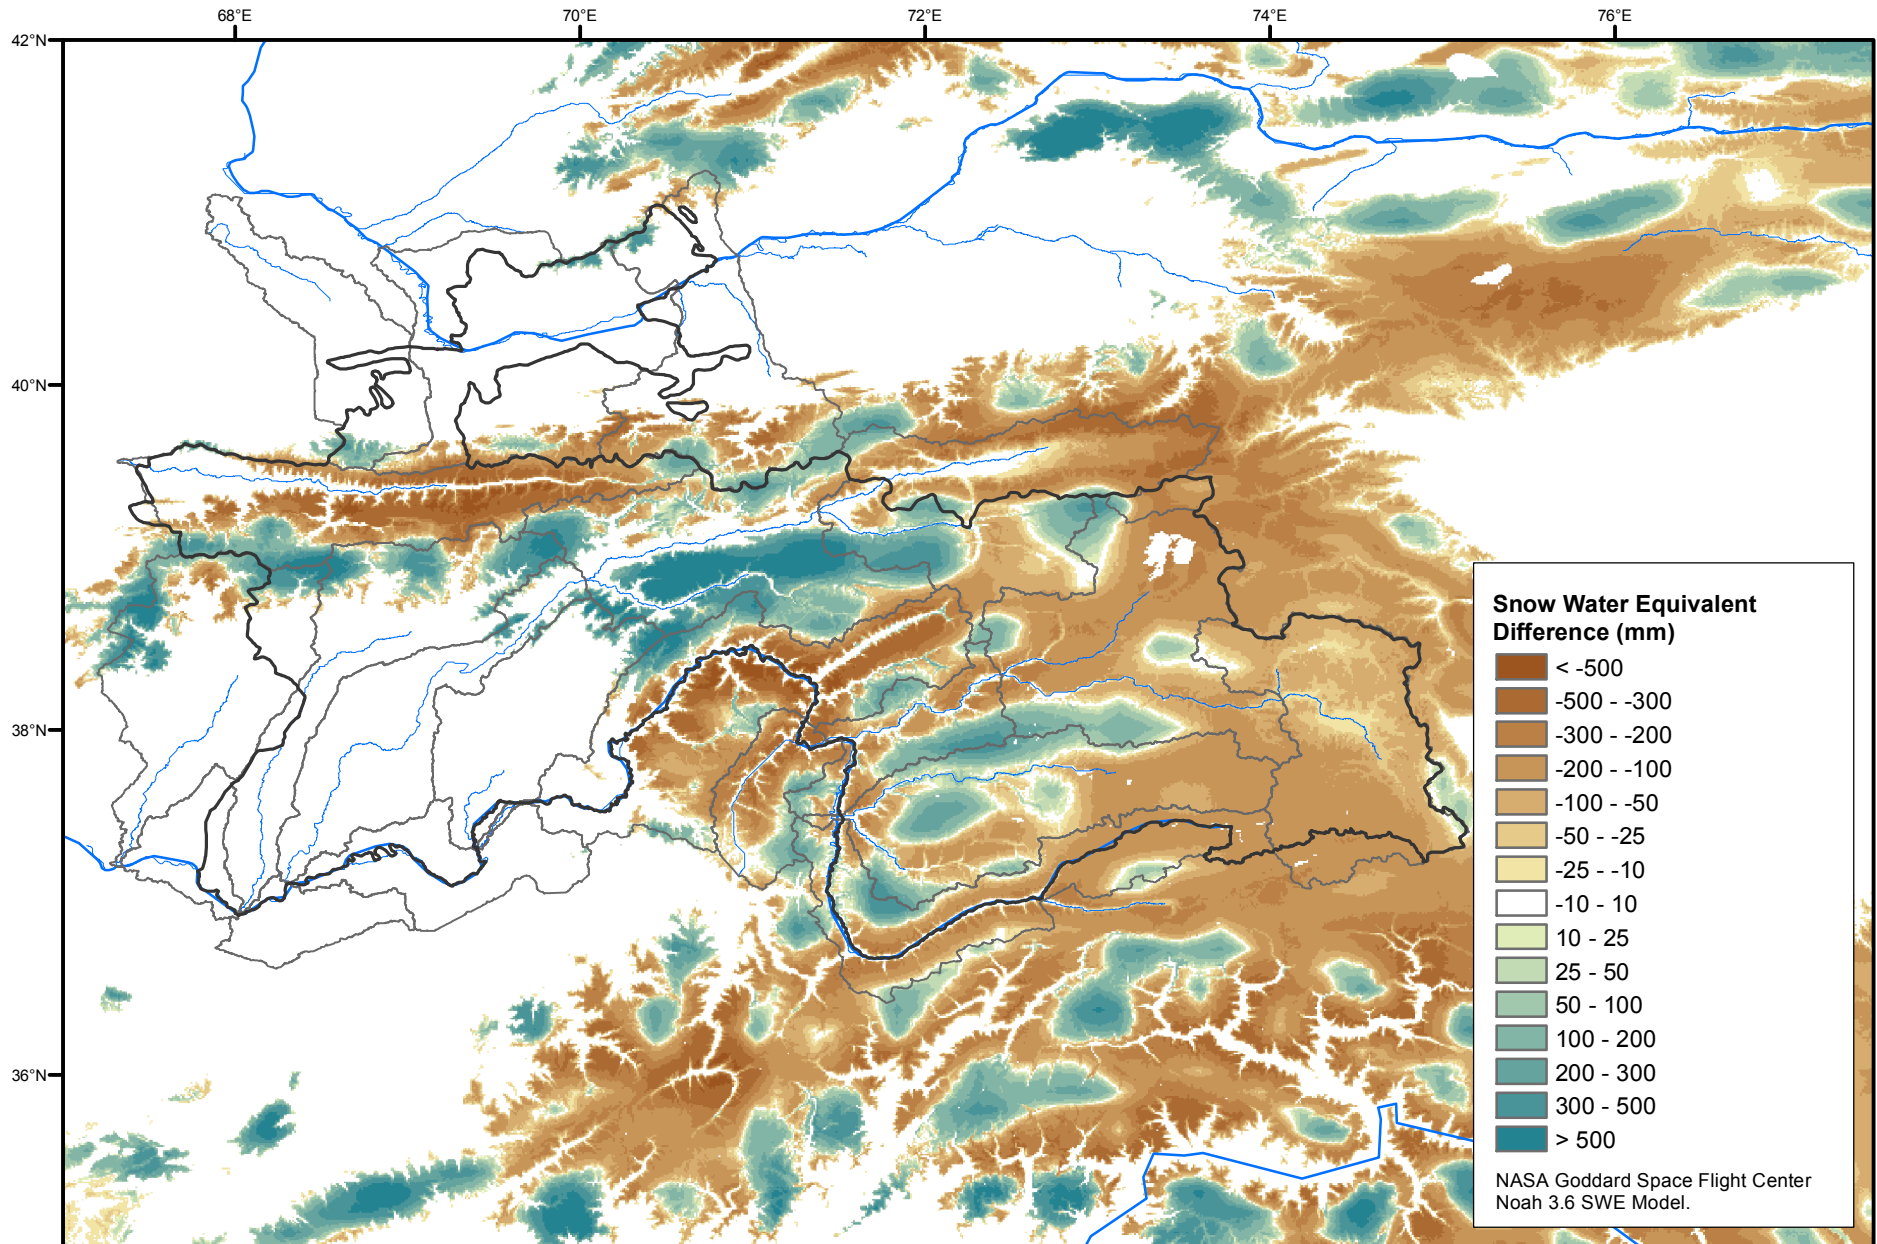 68°E
70°E
72°E
74°E
76°E
42°N
40°N
38°N
36°N
Snow Water Equivalent
Difference (mm)
< -500
-500 - -300
-300 - -200
-200 - -100
-100 - -50
-50 - -25
-25 - -10
-10 - 10
10 - 25
25 - 50
50 - 100
100 - 200
200 - 300
300 - 500
> 500
NASA Goddard Space Flight Center
Noah 3.6 SWE Model.